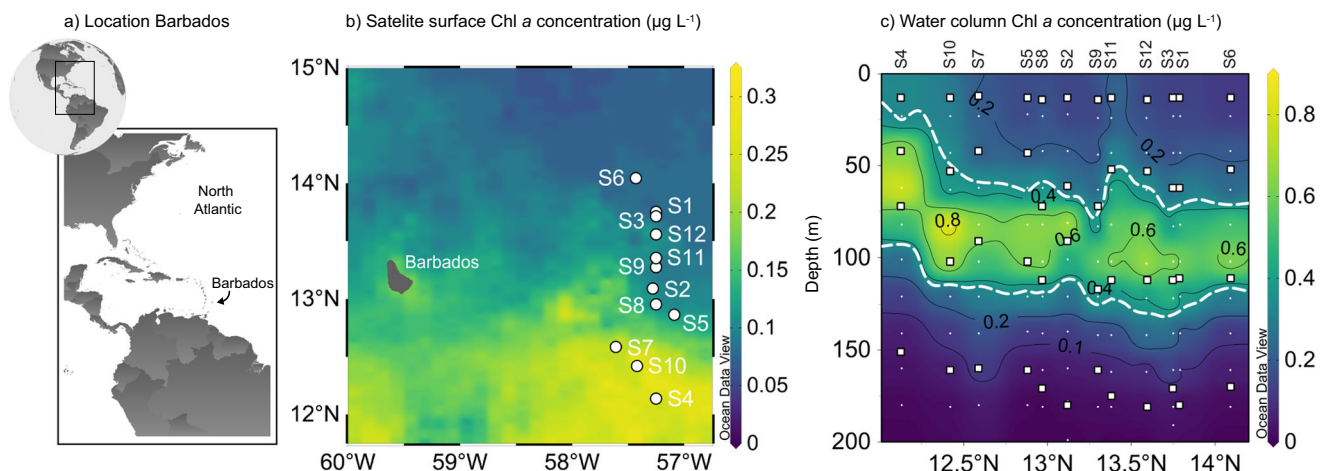 a) Location Barbados
North
Atlantic
Barbados
b) Satelite surface Chl a concentration (µg L-1)
15°N
14°N
13°N
12°N
60°W
59°W
58°W
57°W
S6
S1
S3
S12
S11
S9
S2
S8
S5
S7
S10
S4
Barbados
Ocean Data View
0.3
0.25
0.2
0.15
0.1
0.05
0
c) Water column Chl a concentration (µg L-1)
S4
S10
S7
S5
S8
S2
S9
S11
S12
S3
S1
S6
Depth (m)
0
50
100
150
200
0.2
0.2
0.4
0.8
0.6
0.6
0.6
0.4
0.2
0.1
12.5°N
13°N
13.5°N
14°N
Ocean Data View
0.8
0.6
0.4
0.2
0